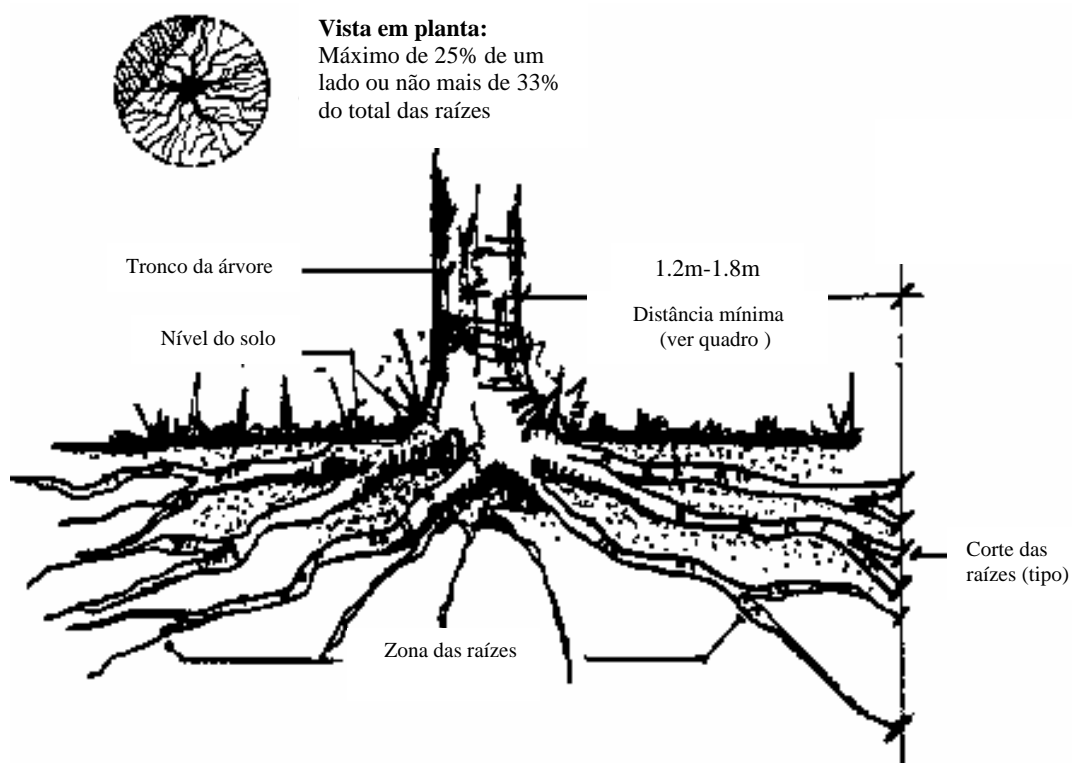 Vista em planta:
Máximo de 25% de um
lado ou não mais de 33%
do total das raízes
Tronco da árvore
1.2m-1.8m
Distância mínima
(ver quadro )
Nível do solo
Corte das
raízes (tipo)
Zona das raízes